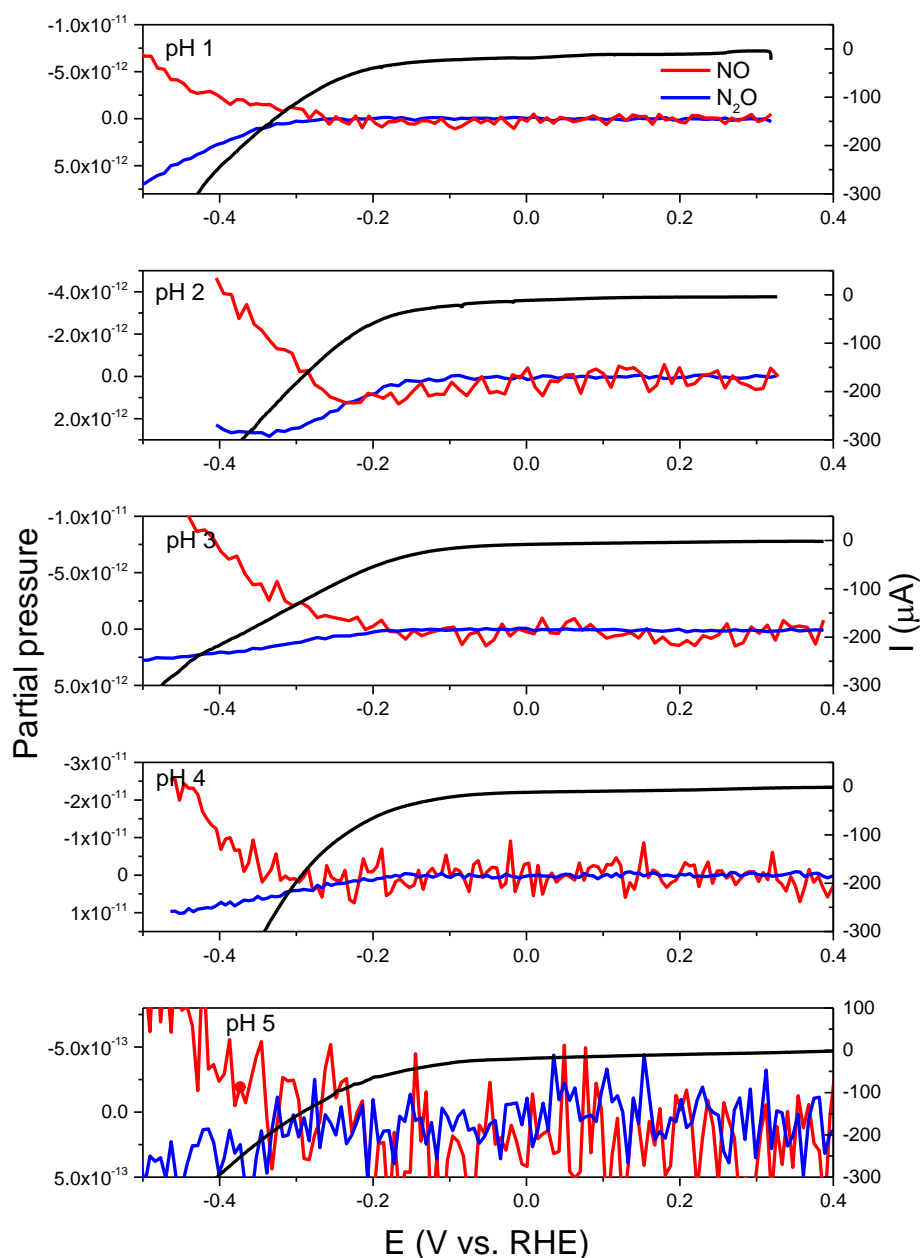 -1.0x10⁻¹¹
-5.0x10⁻¹²
0.0
5.0x10⁻¹²
pH 1
NO
N₂O
0
-100
-200
-300
-0.4 -0.2 0.0 0.2 0.4
-4.0x10⁻¹²
-2.0x10⁻¹²
0.0
2.0x10⁻¹²
pH 2
0
-100
-200
-300
-0.4 -0.2 0.0 0.2 0.4
Partial pressure
-1.0x10⁻¹¹
-5.0x10⁻¹²
0.0
5.0x10⁻¹²
pH 3
0
-100
-200
-300
I (µA)
-0.4 -0.2 0.0 0.2 0.4
-3x10⁻¹¹
-2x10⁻¹¹
-1x10⁻¹¹
0
1x10⁻¹¹
pH 4
0
-100
-200
-300
-0.4 -0.2 0.0 0.2 0.4
-5.0x10⁻¹³
0.0
5.0x10⁻¹³
pH 5
100
0
-100
-200
-300
-0.4 -0.2 0.0 0.2 0.4
E (V vs. RHE)